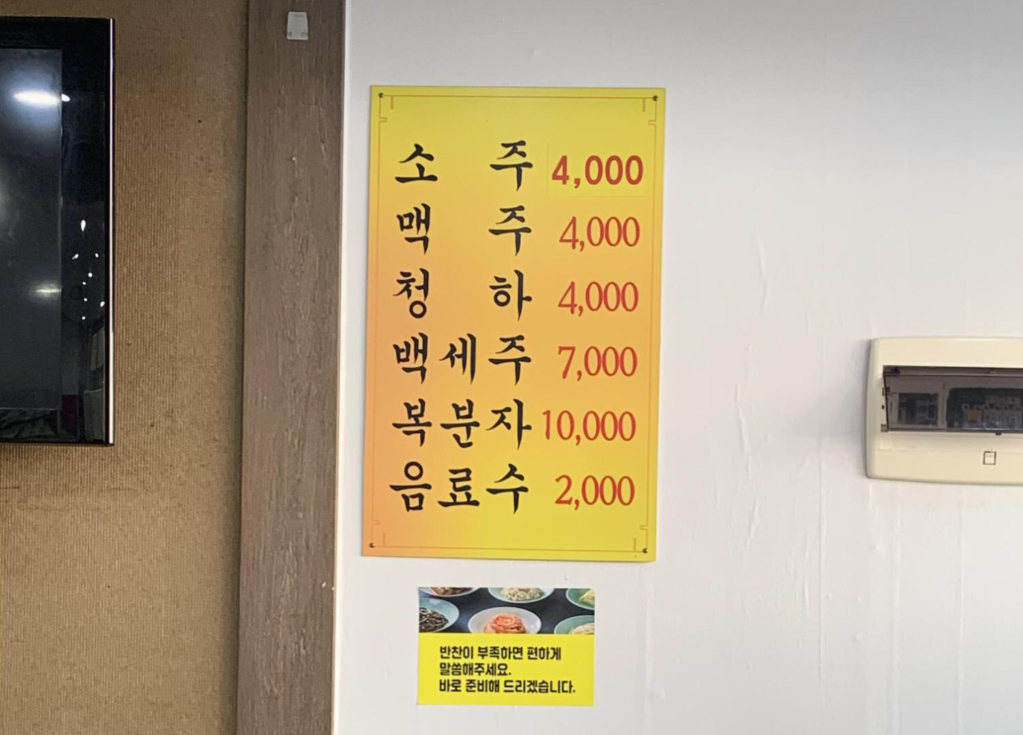 소 주 4,000
맥 주 4,000
청 하 4,000
백세주 7,000
복분자 10,000
음료수 2,000
반찬이 부족하면 편하게
말씀해주세요.
바로 준비해 드리겠습니다.